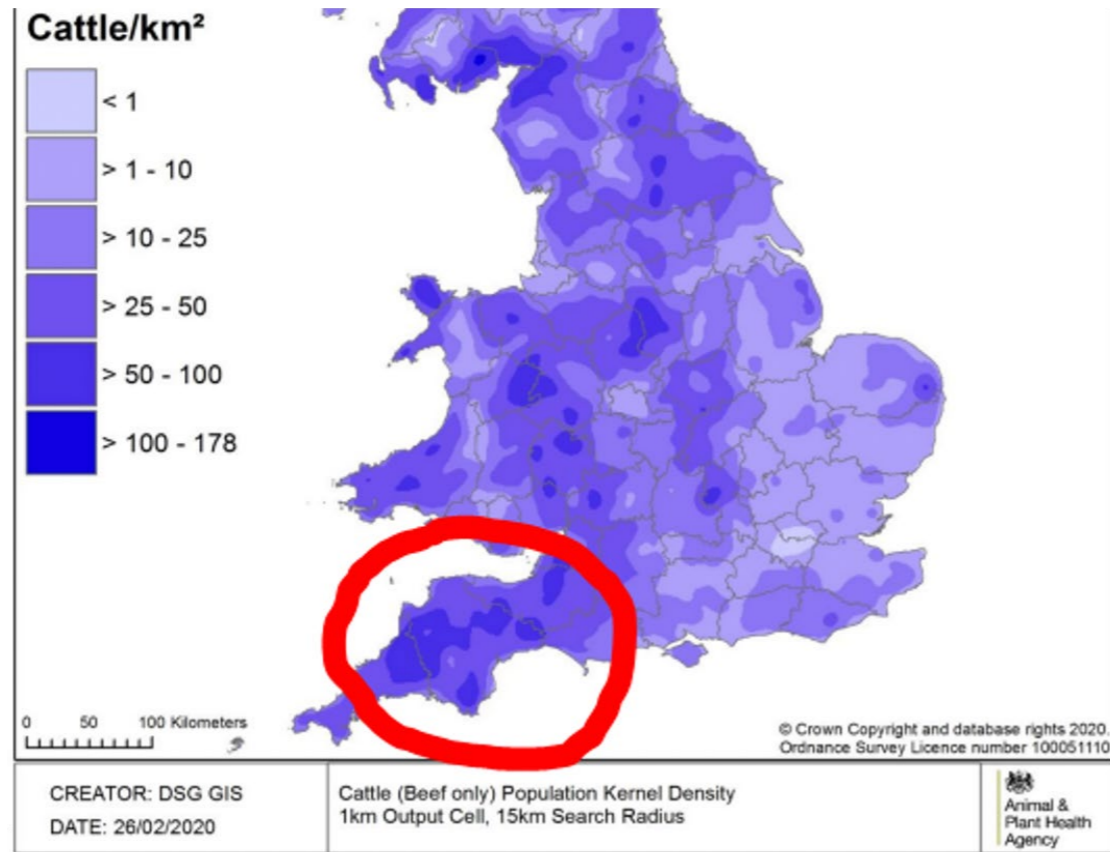 Cattle/km²
< 1
> 1 - 10
> 10 - 25
> 25 - 50
> 50 - 100
> 100 - 178
0 50 100 Kilometers
© Crown Copyright and database rights 2020.
Ordnance Survey Licence number 100051110
CREATOR: DSG GIS
DATE: 26/02/2020
Cattle (Beef only) Population Kernel Density
1km Output Cell, 15km Search Radius
Animal &
Plant Health
Agency